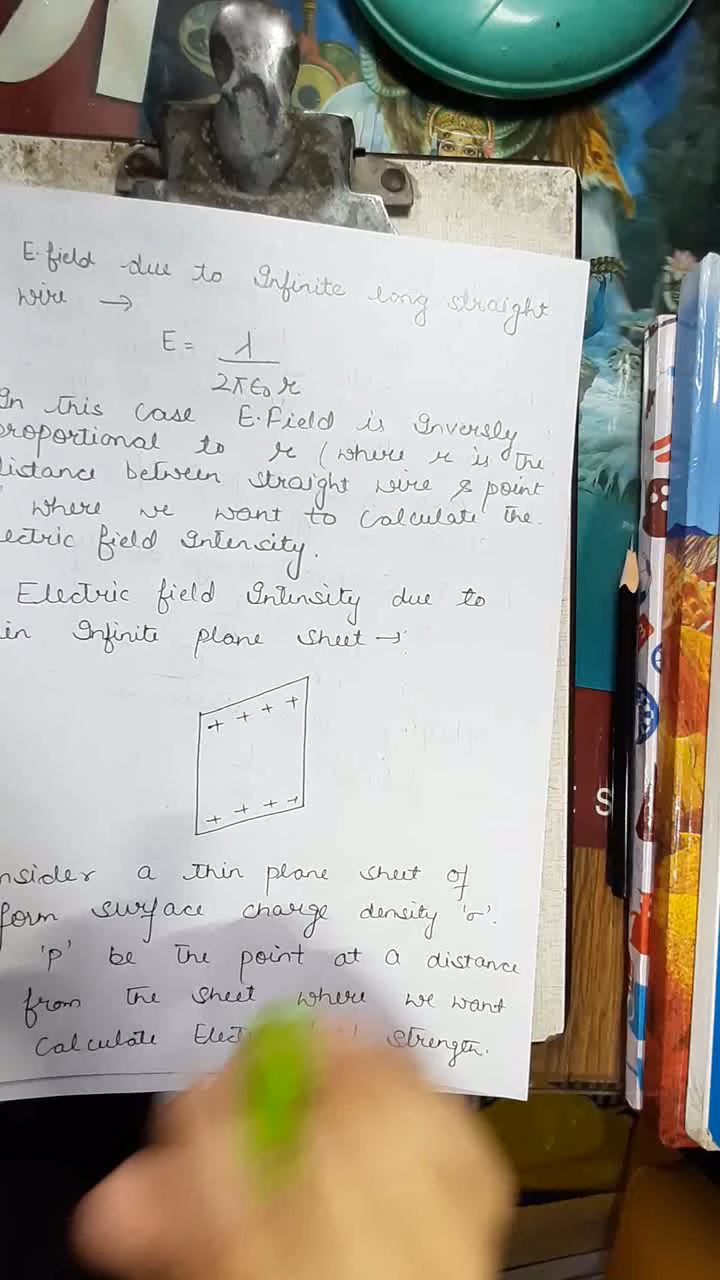 E.field due to Infinite long straight
wire →
E = λ
2πε₀ r
In this case E.Field is Inversly
proportional to r (where r is the
distance between straight wire & point
where we want to calculate the
ectric field Intensity.
Electric field Intensity due to
in Infinite plane sheet →
+ + + +
+ + + +
nsider a thin plane sheet of
form surface charge density 'σ'.
'p' be the point at a distance
from the sheet where we want
Calculate strength.
S